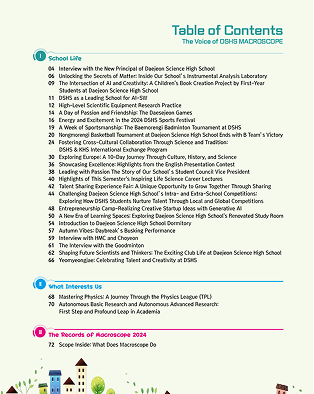 Table of Contents
The Voice of DSHS MACROSCOPE
I School Life
04 Interview with the New Principal of Daejeon Science High School
06 Unlocking the Secrets of Matter: Inside Our School's Instrumental Analysis Laboratory
09 The Intersection of AI and Creativity: A Children's Book Creation Project by First-Year
Students at Daejeon Science High School
11 DSHS as a Leading School for AI·SW
12 High-Level Scientific Equipment Research Practice
14 A Day of Passion and Friendship: The Daesejeon Games
16 Energy and Excitement in the 2024 DSHS Sports Festival
19 A Week of Sportsmanship: The Baemorengi Badminton Tournament at DSHS
20 Nongmorengi Basketball Tournament at Daejeon Science High School Ends with B Team's Victory
24 Fostering Cross-Cultural Collaboration Through Science and Tradition:
DSHS & KHS International Exchange Program
30 Exploring Europe: A 10-Day Journey Through Culture, History, and Science
36 Showcasing Excellence: Highlights from the English Presentation Contest
38 Leading with Passion The Story of Our School's Student Council Vice President
40 Highlights of This Semester's Inspiring Life Science Career Lectures
42 Talent Sharing Experience Fair: A Unique Opportunity to Grow Together Through Sharing
44 Challenging Daejeon Science High School's Intra- and Extra-School Competitions:
Exploring How DSHS Students Nurture Talent Through Local and Global Competitions
48 Entrepreneurship Camp-Realizing Creative Startup Ideas with Generative AI
50 A New Era of Learning Spaces: Exploring Daejeon Science High School's Renovated Study Room
54 Introduction to Daejeon Science High School Dormitory
57 Autumn Vibes: Daybreak's Busking Performance
59 Interview with HMC and Choyeon
61 The Interview with the Goodminton
62 Shaping Future Scientists and Thinkers: The Exciting Club Life at Daejeon Science High School
66 Yeomyeongjae: Celebrating Talent and Creativity at DSHS
II What Interests Us
68 Mastering Physics: A Journey Through the Physics League (TPL)
70 Autonomous Basic Research and Autonomous Advanced Research:
First Step and Profound Leap in Academia
III The Records of Macroscope 2024
72 Scope Inside: What Does Macroscope Do